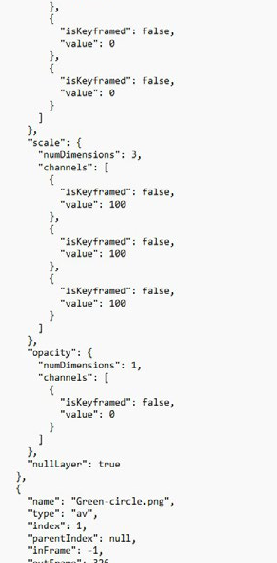 },
{
"isKeyframed": false,
"value": 0
},
{
"isKeyframed": false,
"value": 0
}
]
},
"scale": {
"numDimensions": 3,
"channels": [
{
"isKeyframed": false,
"value": 100
},
{
"isKeyframed": false,
"value": 100
},
{
"isKeyframed": false,
"value": 100
}
]
},
"opacity": {
"numDimensions": 1,
"channels": [
{
"isKeyframed": false,
"value": 0
}
]
},
"nullLayer": true
},
{
"name": "Green-circle.png",
"type": "av",
"index": 1,
"parentIndex": null,
"inFrame": -1,